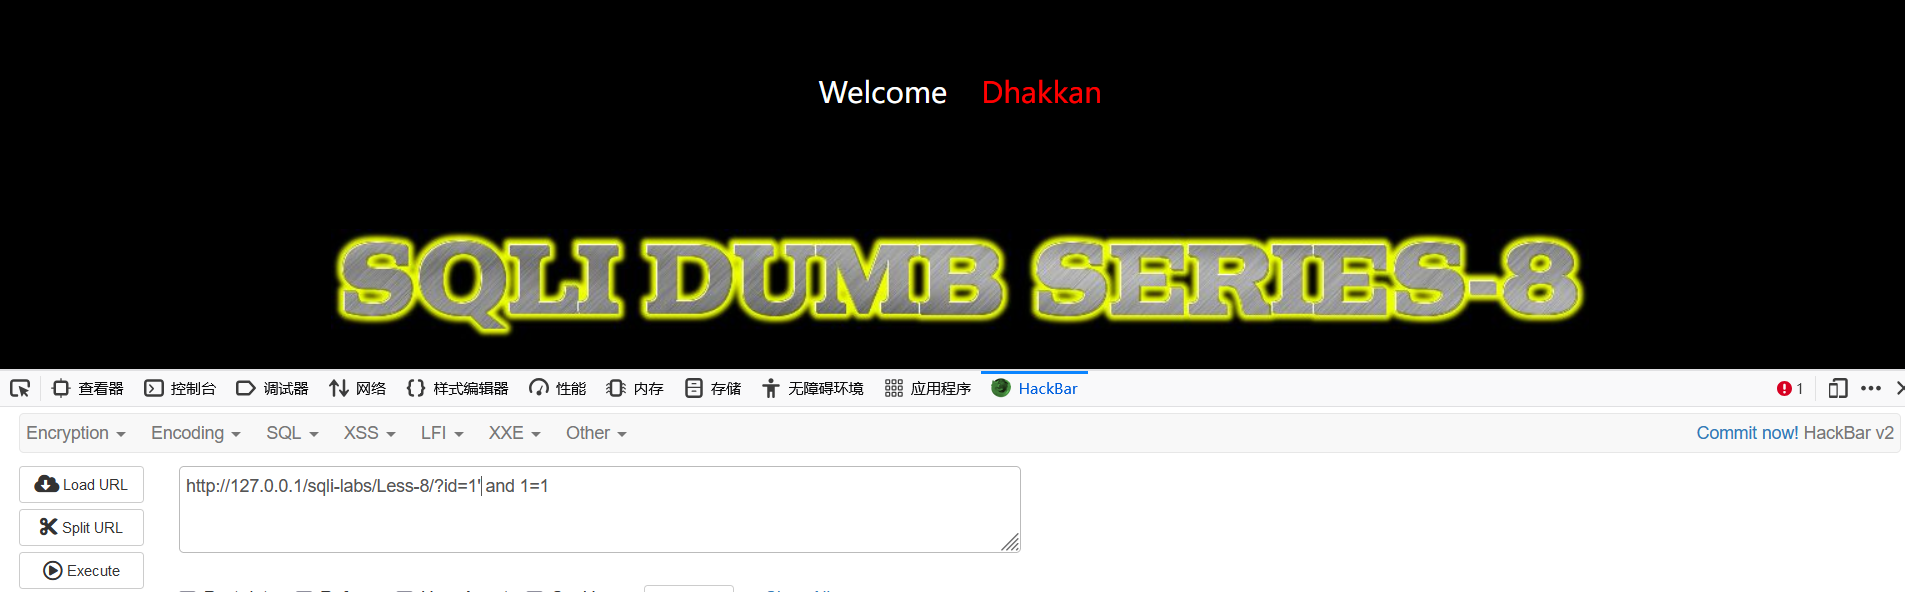 Welcome Dhakkan
SQLI DUMB SERIES-8
查看器 控制台 调试器 网络 样式编辑器 性能 内存 存储 无障碍环境 应用程序 HackBar 1
Encryption Encoding SQL XSS LFI XXE Other Commit now! HackBar v2
Load URL
http://127.0.0.1/sqli-labs/Less-8/?id=1' and 1=1
Split URL
Execute